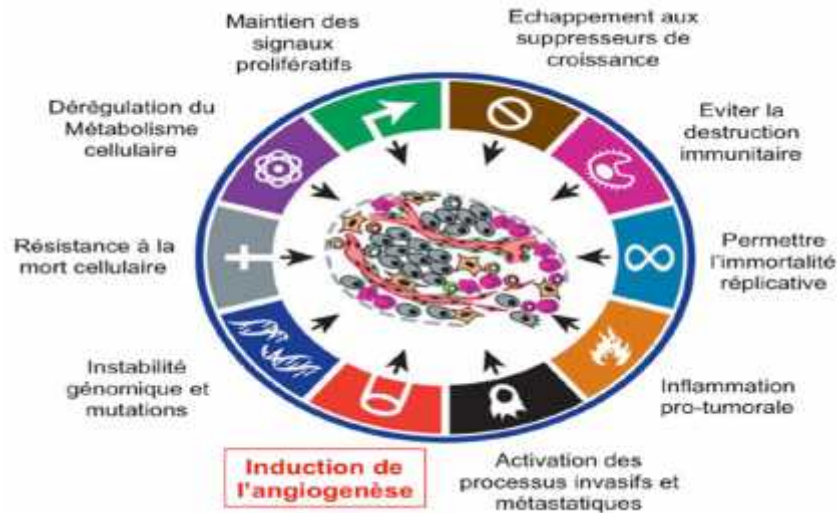 Maintien des
signaux
prolifératifs
Echappement aux
suppresseurs de
croissance
Dérégulation du
Métabolisme
cellulaire
Eviter la
destruction
immunitaire
Résistance à la
mort cellulaire
Permettre
l'immortalité
réplicative
Instabilité
génomique et
mutations
Inflammation
pro-tumorale
Induction de
l'angiogenèse
Activation des
processus invasifs et
métastatiques